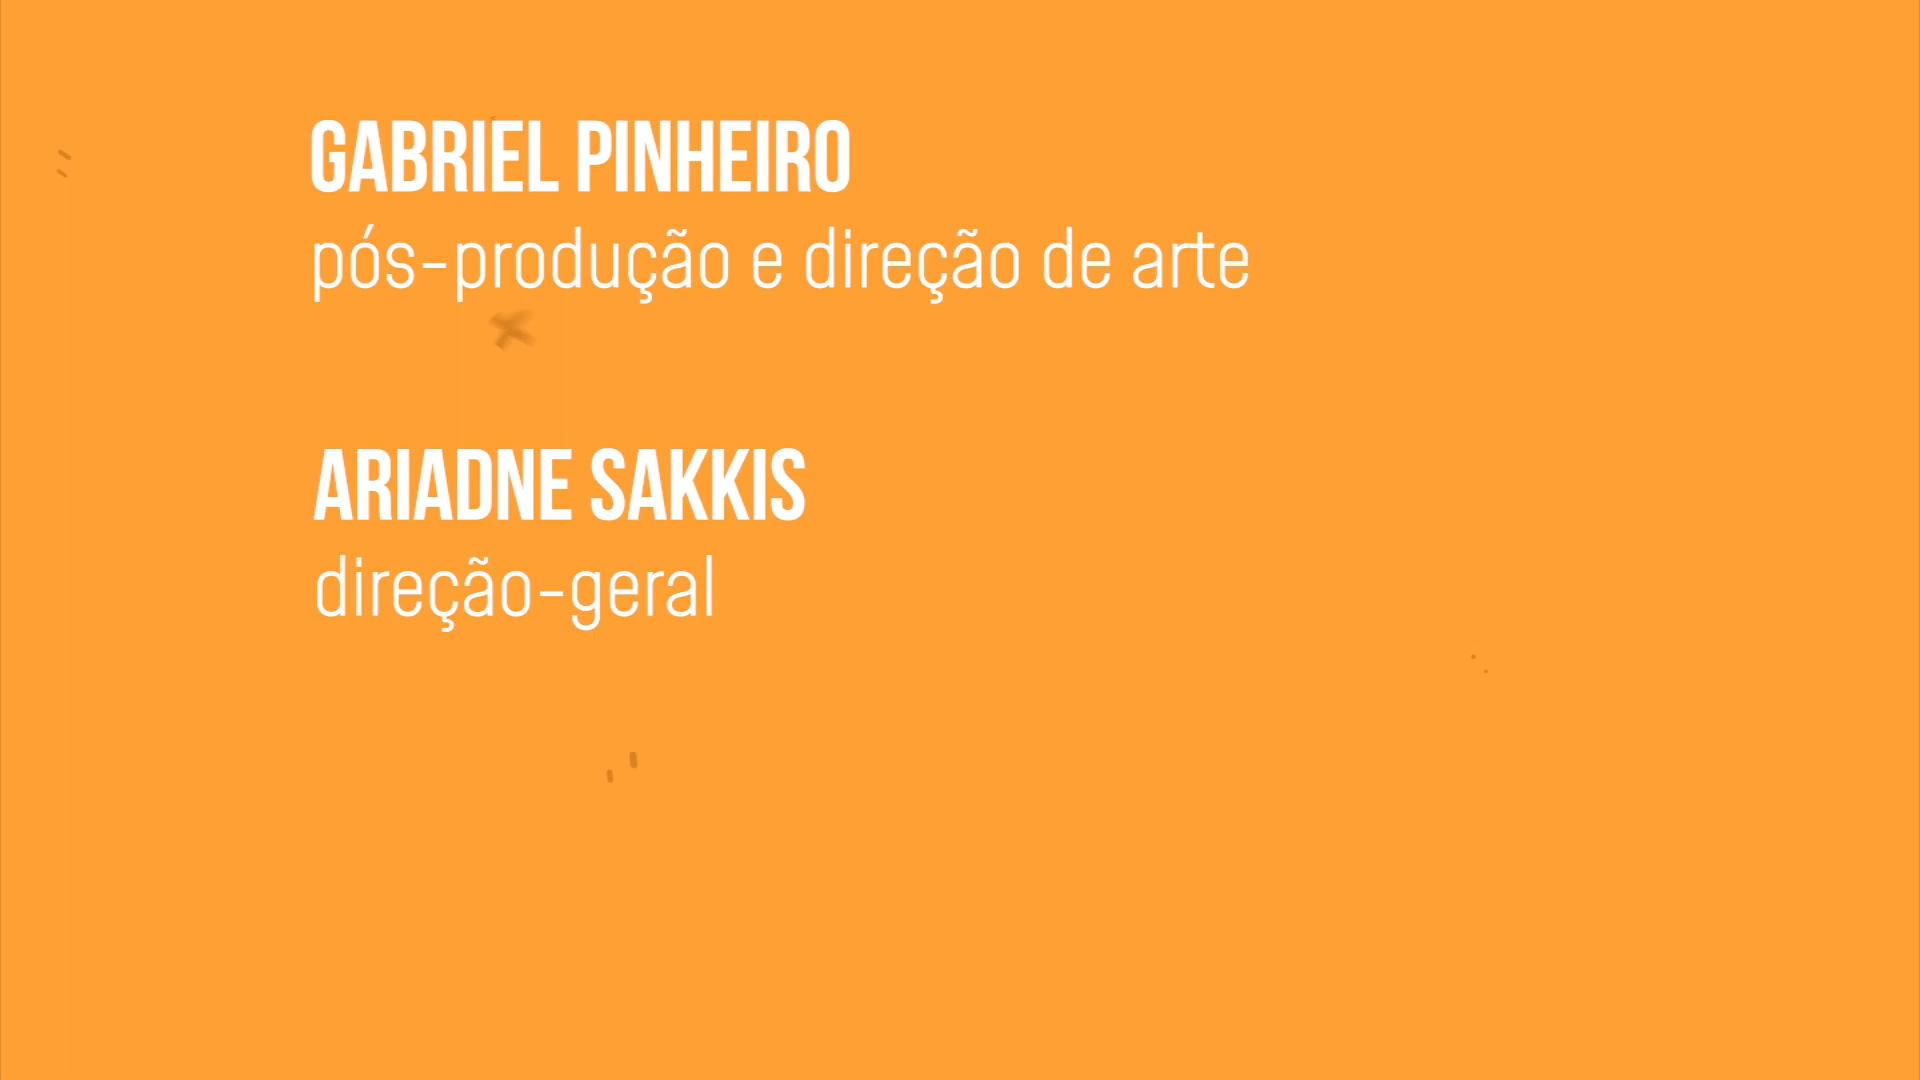 GABRIEL PINHEIRO
pós-produção e direção de arte
ARIADNE SAKKIS
direção-geral